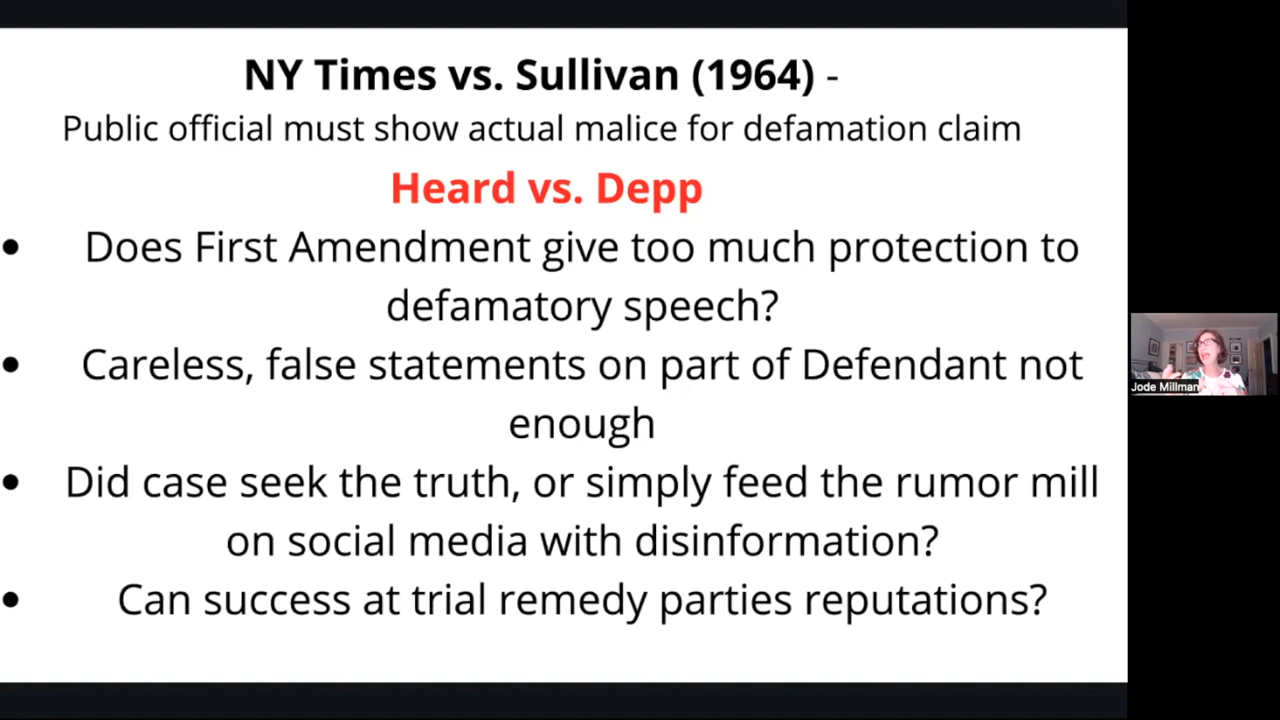 NY Times vs. Sullivan (1964) -
Public official must show actual malice for defamation claim
Heard vs. Depp
• Does First Amendment give too much protection to
defamatory speech?
• Careless, false statements on part of Defendant not
enough
• Did case seek the truth, or simply feed the rumor mill
on social media with disinformation?
• Can success at trial remedy parties reputations?
Jode Millman